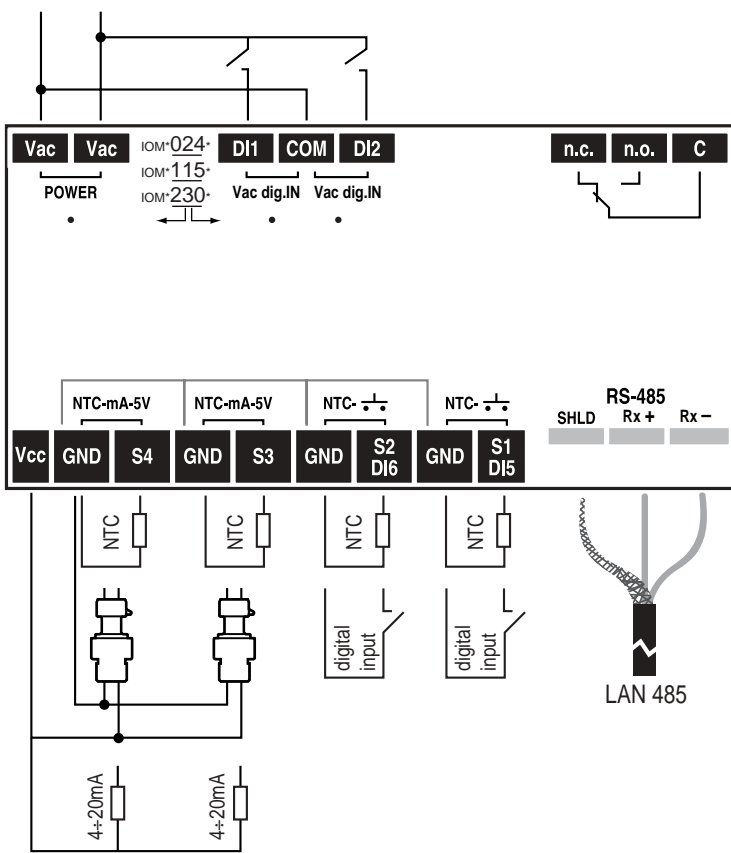 Vac Vac IOM*024* DI1 COM DI2 n.c. n.o. C
IOM*115*
POWER IOM*230* Vac dig.IN Vac dig.IN
NTC-mA-5V NTC-mA-5V NTC- NTC- RS-485
SHLD Rx + Rx –
Vcc GND S4 GND S3 GND S2 DI6 GND S1 DI5
NTC NTC NTC NTC
digital input digital input
LAN 485
4÷20mA 4÷20mA